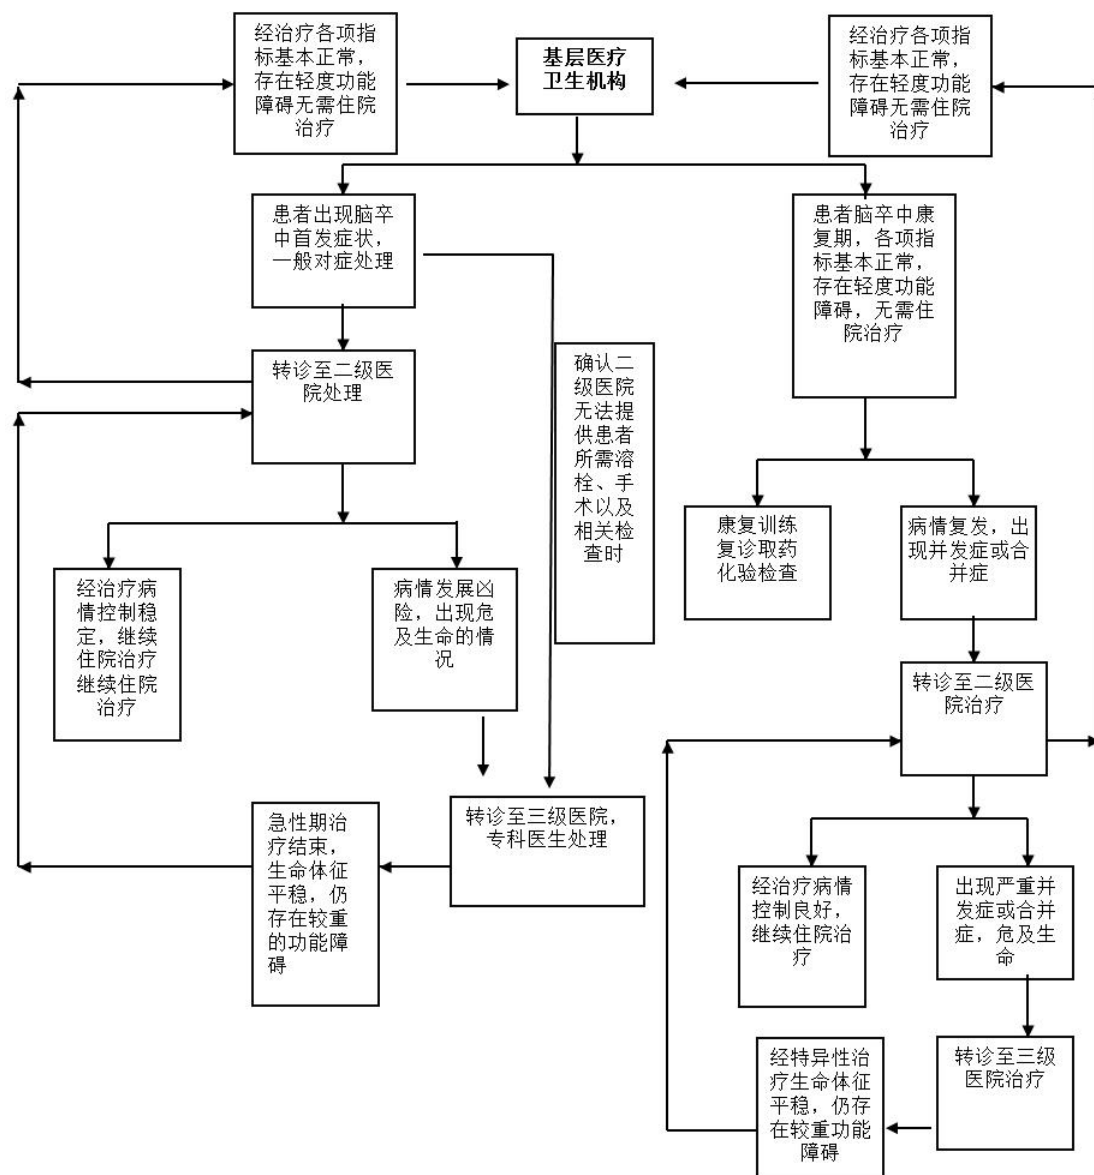 经治疗各项指
标基本正常，
存在轻度功能
障碍无需住院
治疗
基层医疗
卫生机构
经治疗各项指
标基本正常，
存在轻度功能
障碍无需住院
治疗
患者出现脑卒
中首发症状，
一般对症处理
患者脑卒中康
复期，各项指
标基本正常，
存在轻度功能
障碍，无需住
院治疗
转诊至二级医
院处理
确认二
级医院
无法提
供患者
所需溶
栓、手
术以及
相关检
查时
康复训练
复诊取药
化验检查
病情复发，出
现并发症或合
并症
经治疗病
情控制稳
定，继续
住院治疗
继续住院
治疗
病情发展凶
险，出现危
及生命的情
况
转诊至二级医
院治疗
急性期治
疗结束，
生命体征
平稳，仍
存在较重
的功能障
碍
转诊至三级医院，
专科医生处理
经治疗病情
控制良好，
继续住院治
疗
出现严重并
发症或合并
症，危及生
命
经特异性治
疗生命体征
平稳，仍存
在较重功能
障碍
转诊至三级
医院治疗